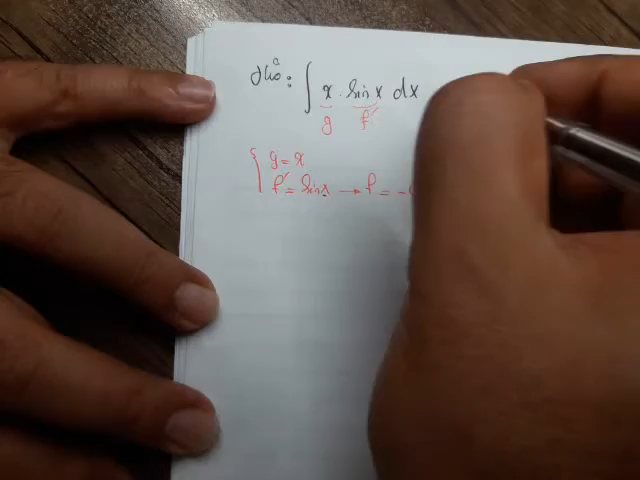 مثال: ∫ x . sin x dx
g f′
g = x
f′ = sin x → f = -